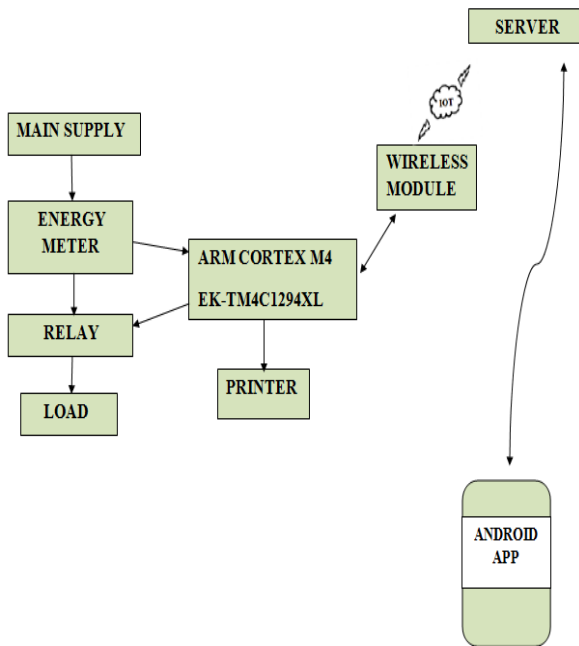 SERVER
IOT
MAIN SUPPLY
WIRELESS
MODULE
ENERGY
METER
ARM CORTEX M4
EK-TM4C1294XL
RELAY
PRINTER
LOAD
ANDROID
APP